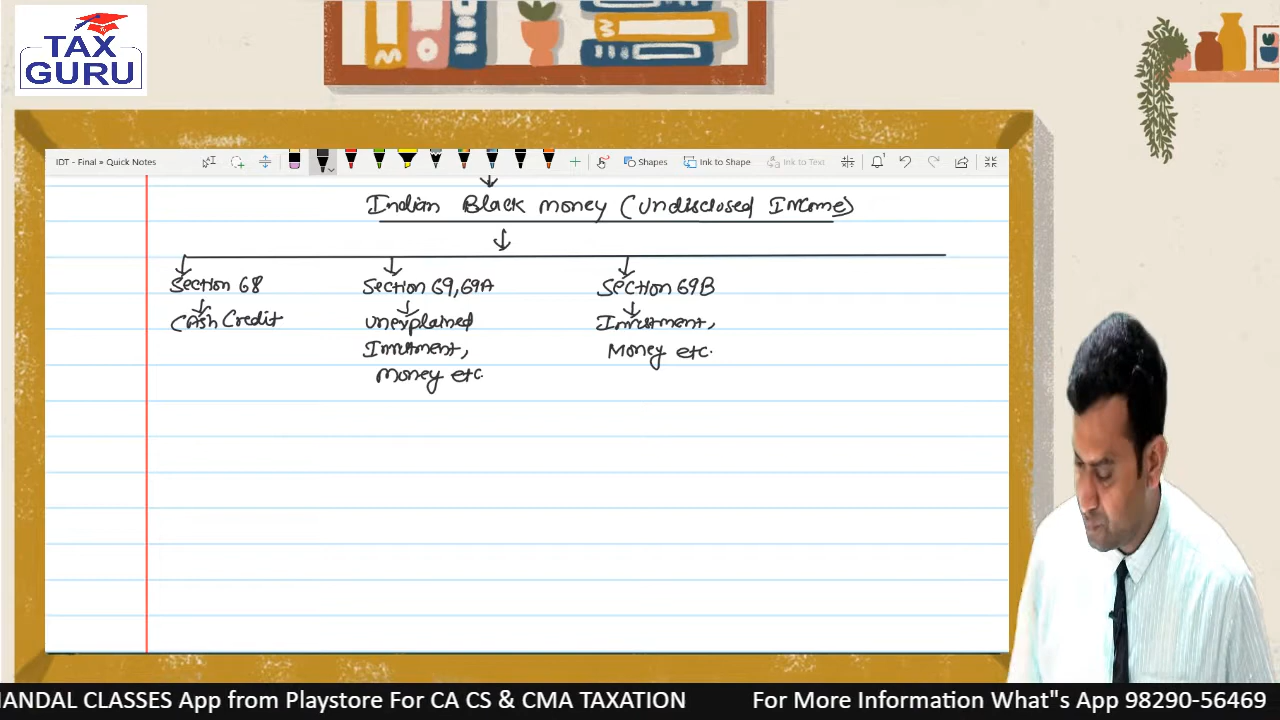 TAX
GURU
IDT - Final » Quick Notes
Shapes
Ink to Shape
Ink to Text
Indian Black money (Undisclosed Income)
Section 68
Cash Credit
Section 69, 69A
Unexplained
Investment,
Money etc.
Section 69B
Investment,
Money etc.
MANDAL CLASSES App from Playstore For CA CS & CMA TAXATION
For More Information What"s App 98290-56469